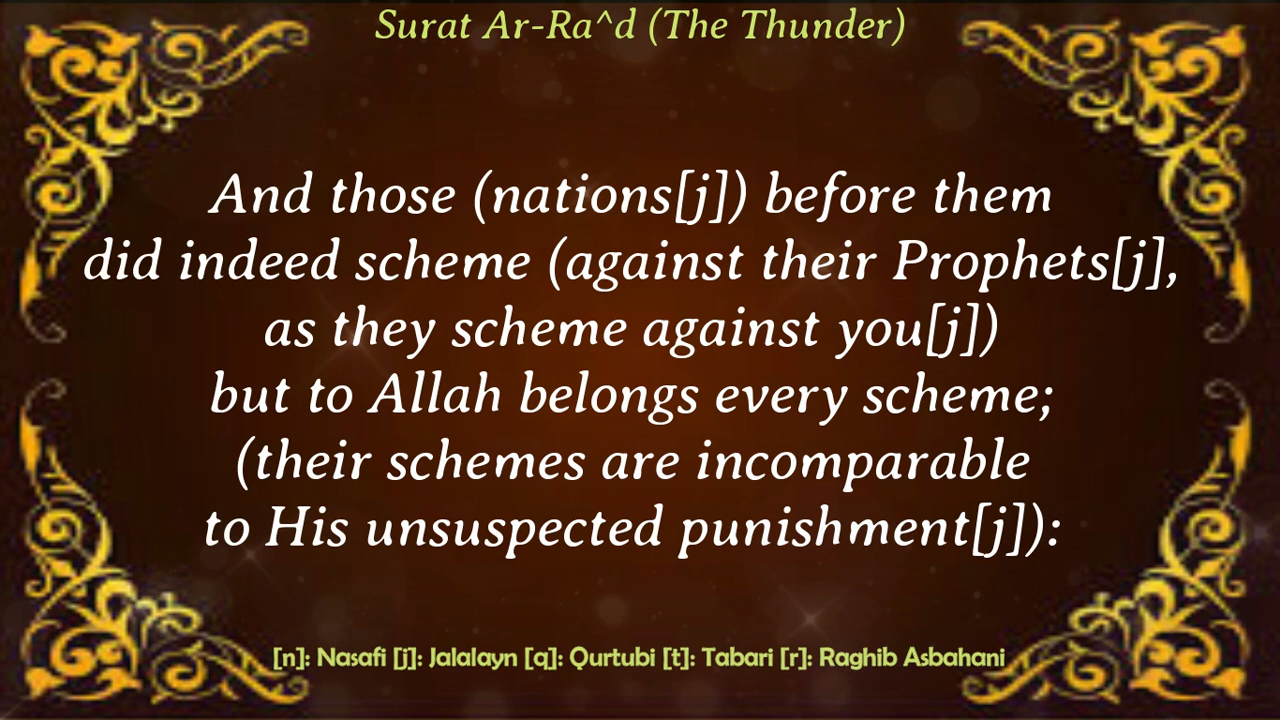 Surat Ar-Ra^d (The Thunder)
And those (nations[j]) before them
did indeed scheme (against their Prophets[j],
as they scheme against you[j])
but to Allah belongs every scheme;
(their schemes are incomparable
to His unsuspected punishment[j]):
[n]: Nasafi [j]: Jalalayn [q]: Qurtubi [t]: Tabari [r]: Raghib Asbahani